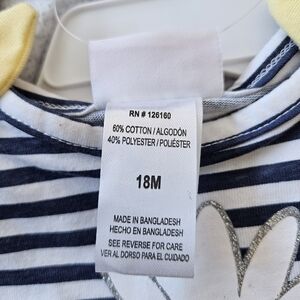 RN # 126160
60% COTTON / ALGODÓN
40% POLYESTER / POLIÉSTER
18M
MADE IN BANGLADESH
HECHO EN BANGLADESH
SEE REVERSE FOR CARE
VER AL DORSO PARA EL CUIDADO